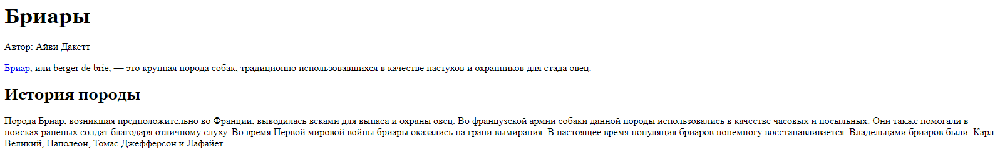 Бриары
Автор: Айви Дакетт
Бриар, или berger de brie, — это крупная порода собак, традиционно использовавшихся в качестве пастухов и охранников для стада овец.
История породы
Порода Бриар, возникшая предположительно во Франции, выводилась веками для выпаса и охраны овец. Во французской армии собаки данной породы использовались в качестве часовых и посыльных. Они также помогали в
поисках раненых солдат благодаря отличному слуху. Во время Первой мировой войны бриары оказались на грани вымирания. В настоящее время популяция бриаров понемногу восстанавливается. Владельцами бриаров были: Карл
Великий, Наполеон, Томас Джефферсон и Лафайет.